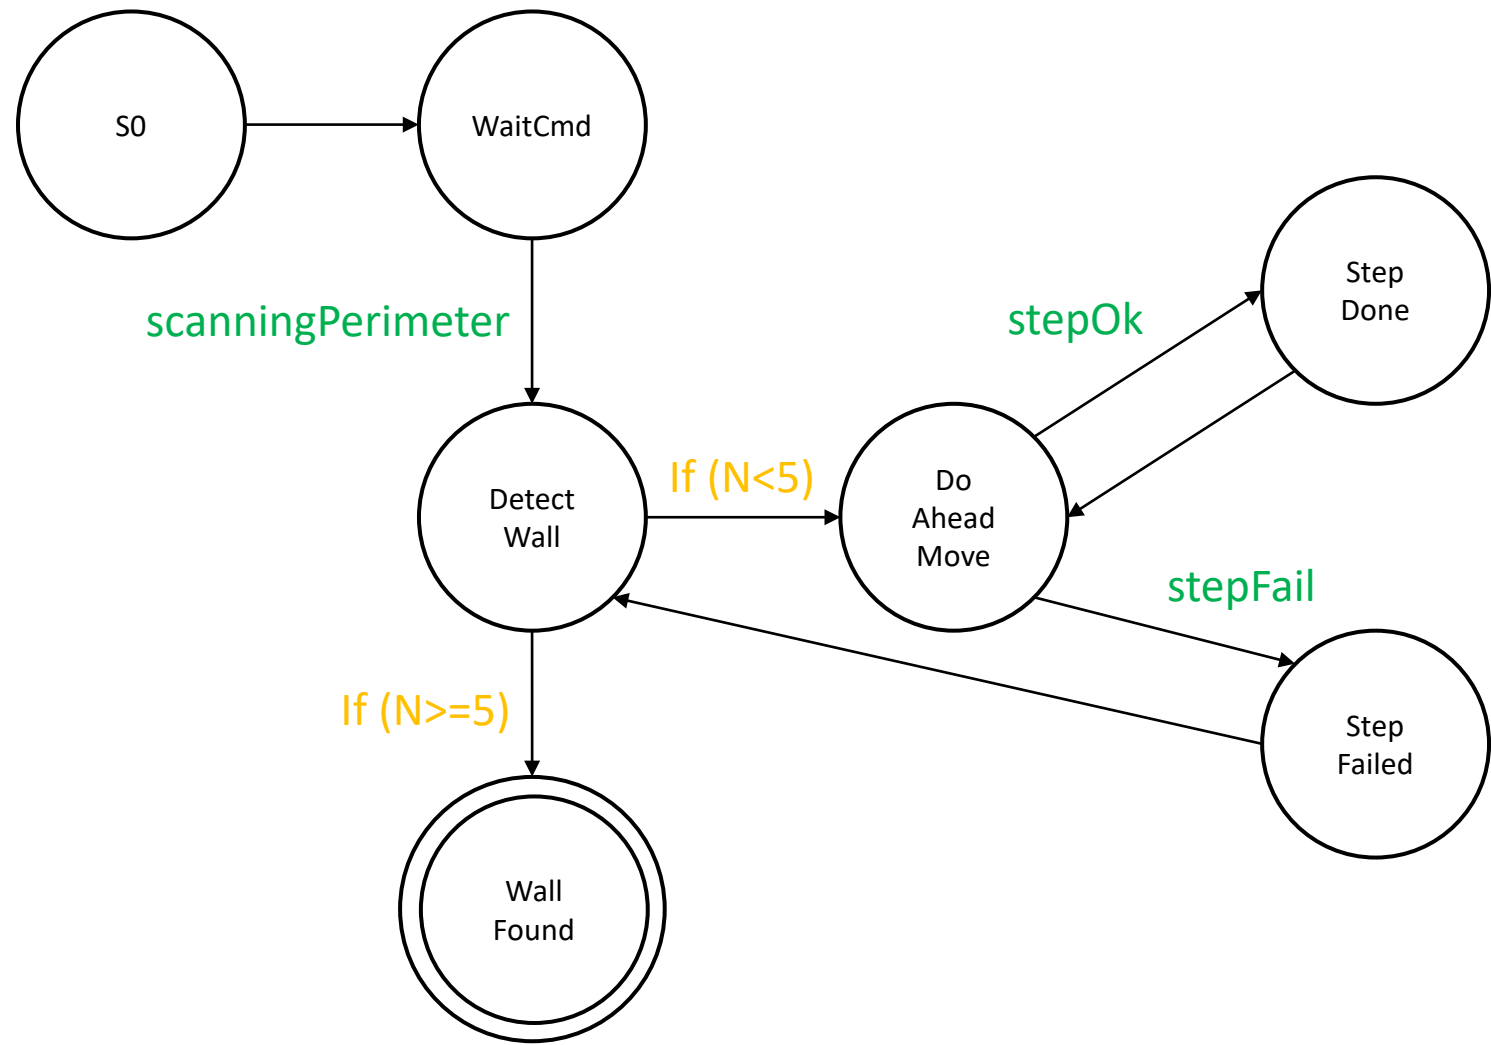 S0
WaitCmd
scanningPerimeter
stepOk
Step
Done
Detect
Wall
If (N<5)
Do
Ahead
Move
stepFail
If (N>=5)
Step
Failed
Wall
Found